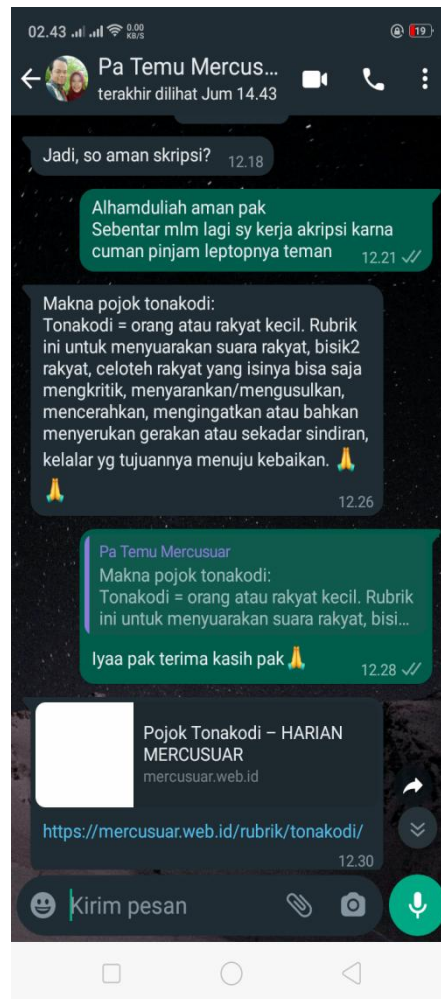 02.43
0.00
KB/S
19
Pa Temu Mercus...
terakhir dilihat Jum 14.43
Jadi, so aman skripsi? 12.18
Alhamduliah aman pak
Sebentar mlm lagi sy kerja akripsi karna
cuman pinjam leptopnya teman 12.21
Makna pojok tonakodi:
Tonakodi = orang atau rakyat kecil. Rubrik
ini untuk menyuarakan suara rakyat, bisik2
rakyat, celoteh rakyat yang isinya bisa saja
mengkritik, menyarankan/mengusulkan,
mencerahkan, mengingatkan atau bahkan
menyerukan gerakan atau sekadar sindiran,
kelalar yg tujuannya menuju kebaikan. 🙏
🙏
12.26
Pa Temu Mercusuar
Makna pojok tonakodi:
Tonakodi = orang atau rakyat kecil. Rubrik
ini untuk menyuarakan suara rakyat, bisi...
Iyaa pak terima kasih pak 🙏 12.28
Pojok Tonakodi – HARIAN
MERCUSUAR
mercusuar.web.id
https://mercusuar.web.id/rubrik/tonakodi/
12.30
Kirim pesan